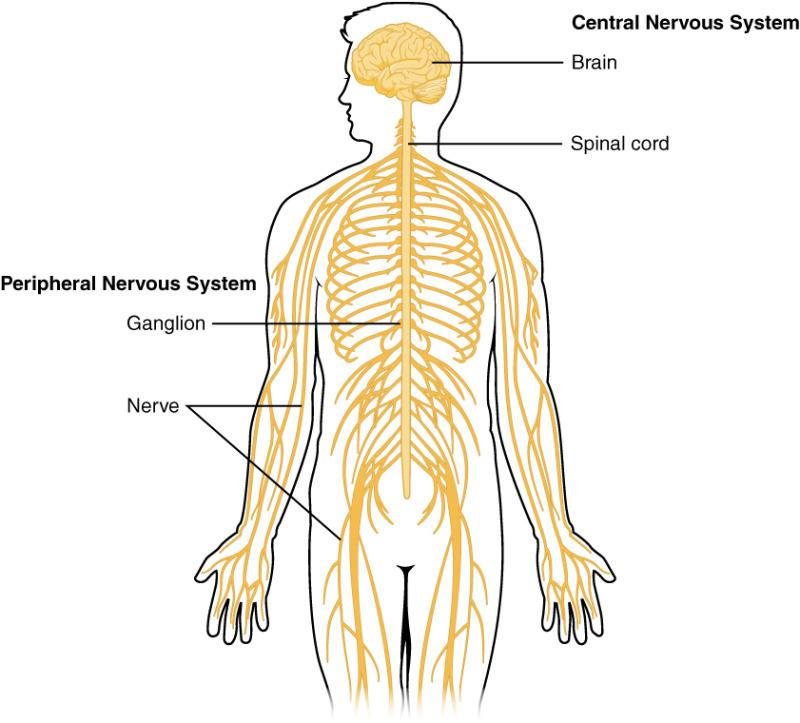 Central Nervous System
Brain
Spinal cord
Peripheral Nervous System
Ganglion
Nerve